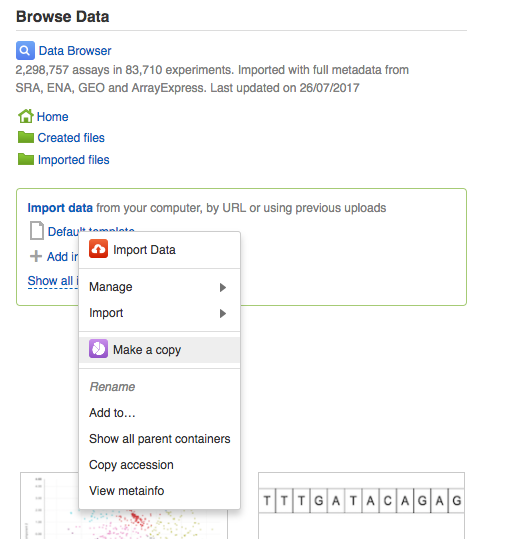 Browse Data
Data Browser
2,298,757 assays in 83,710 experiments. Imported with full metadata from
SRA, ENA, GEO and ArrayExpress. Last updated on 26/07/2017
Home
Created files
Imported files
Import data from your computer, by URL or using previous uploads
Default template
Add
Show all
Import Data
Manage
Import
Make a copy
Rename
Add to…
Show all parent containers
Copy accession
View metainfo
T T T G A T A C A G A G